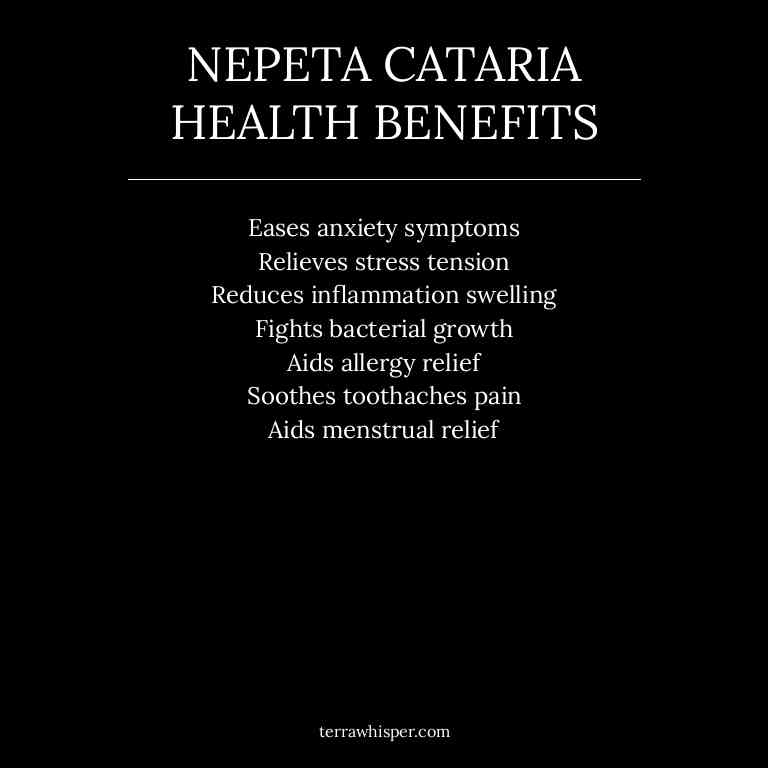 NEPETA CATARIA
HEALTH BENEFITS
Eases anxiety symptoms
Relieves stress tension
Reduces inflammation swelling
Fights bacterial growth
Aids allergy relief
Soothes toothaches pain
Aids menstrual relief
terrawhisper.com